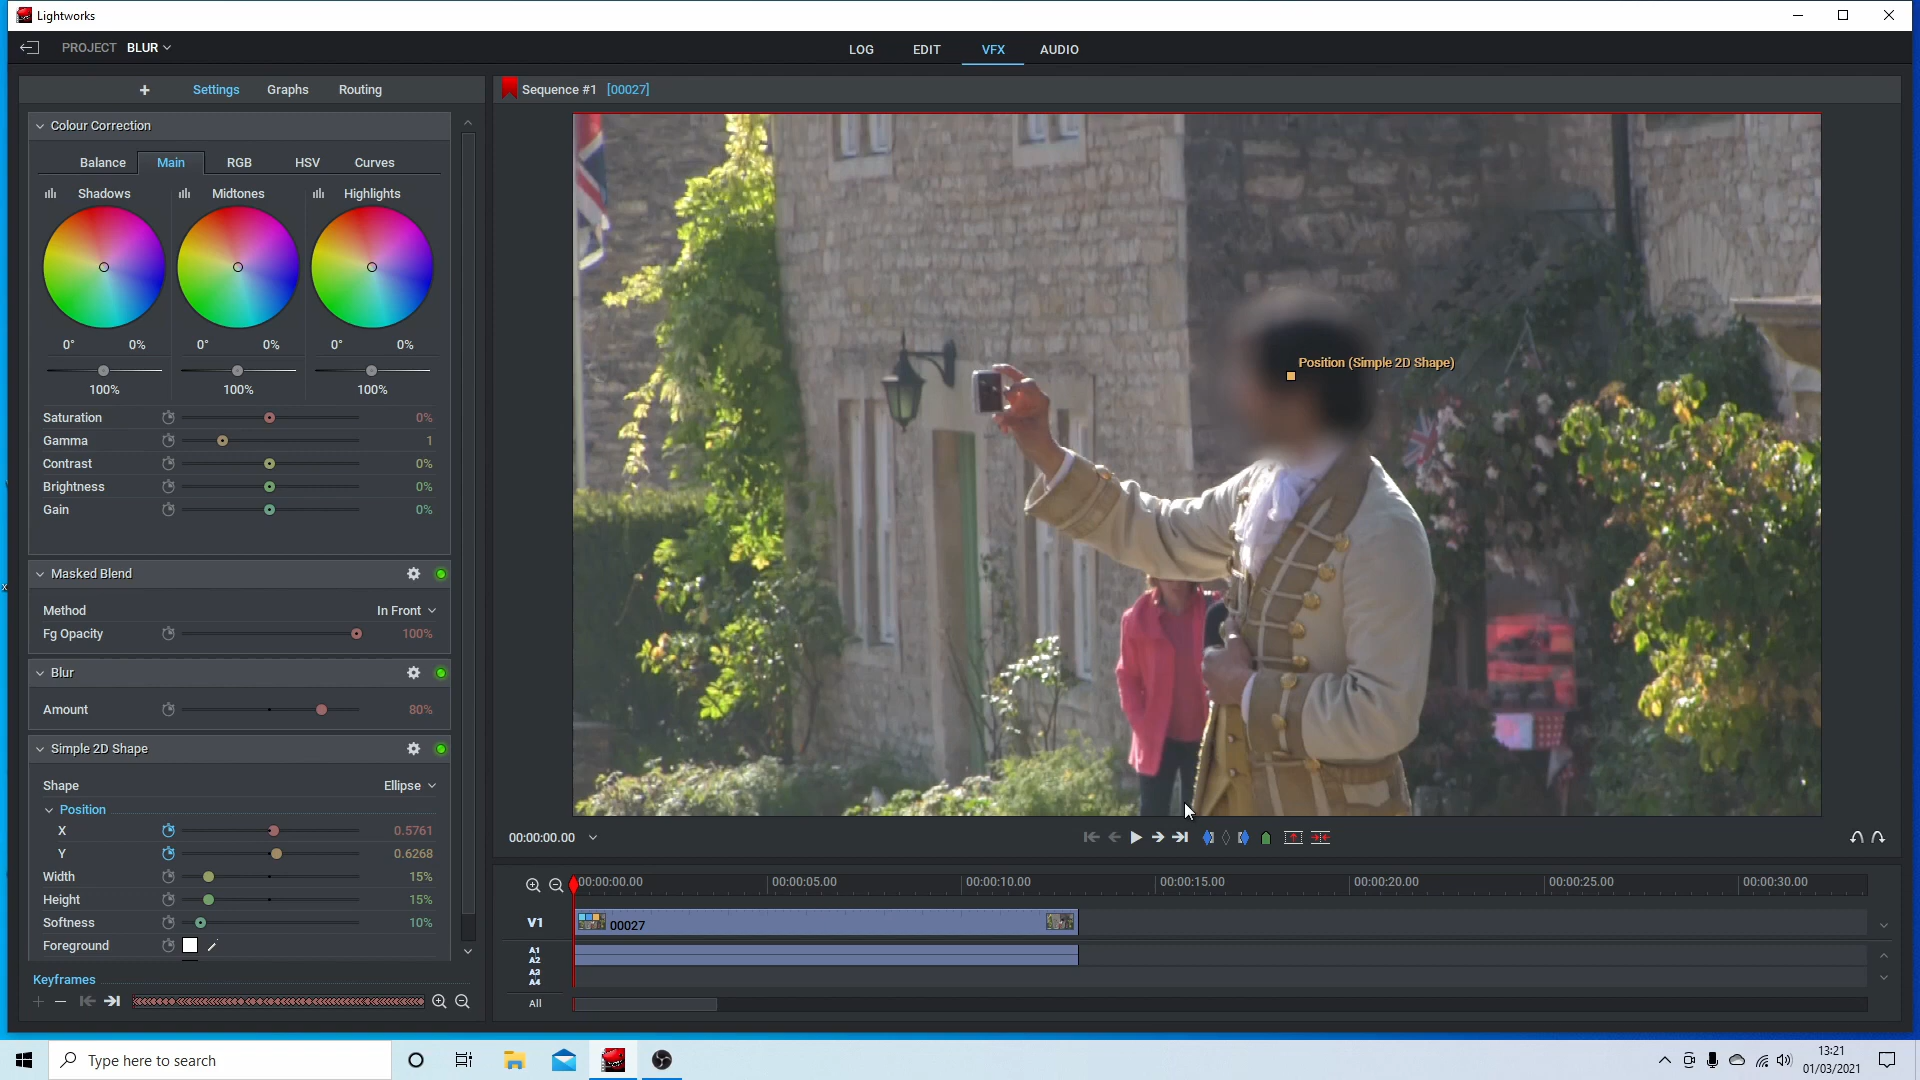 Lightworks
PROJECT BLUR
LOG EDIT VFX AUDIO
+ Settings Graphs Routing
Sequence #1 [00027]
Colour Correction
Balance Main RGB HSV Curves
Shadows Midtones Highlights
0° 0% 0° 0% 0° 0%
100% 100% 100%
Saturation 0%
Gamma 1
Contrast 0%
Brightness 0%
Gain 0%
Masked Blend
Method In Front
Fg Opacity 100%
Blur
Amount 80%
Simple 2D Shape
Shape Ellipse
Position
X 0.5761
Y 0.6268
Width 15%
Height 15%
Softness 10%
Foreground
Keyframes
Position (Simple 2D Shape)
00:00:00.00
00:00:00.00 00:00:05.00 00:00:10.00 00:00:15.00 00:00:20.00 00:00:25.00 00:00:30.00
V1 00027
A1
A2
A3
A4
All
Type here to search
13:21
01/03/2021